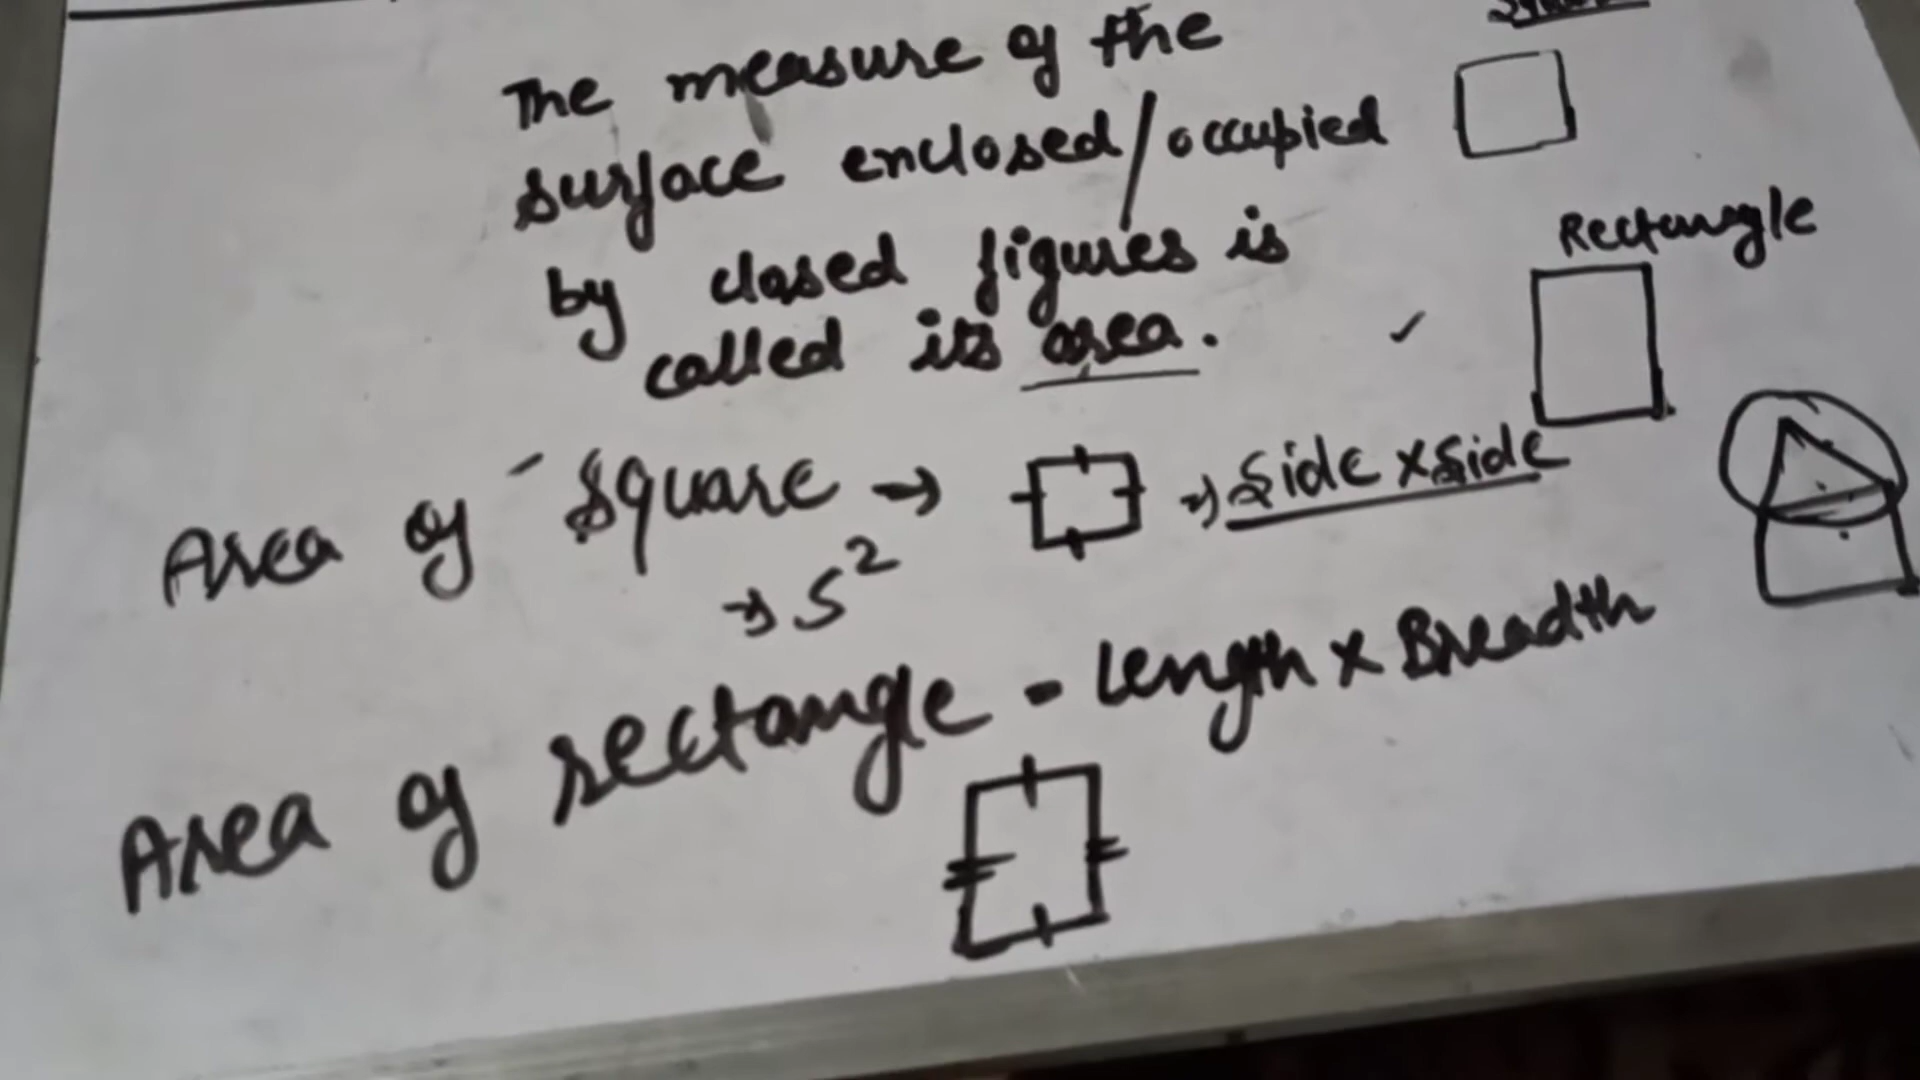 The measure of the
surface enclosed/occupied
by closed figures is
called its area.
Rectangle
Area of square → ⇒ Side × Side
⇒ S²
Area of rectangle - Length × Breadth